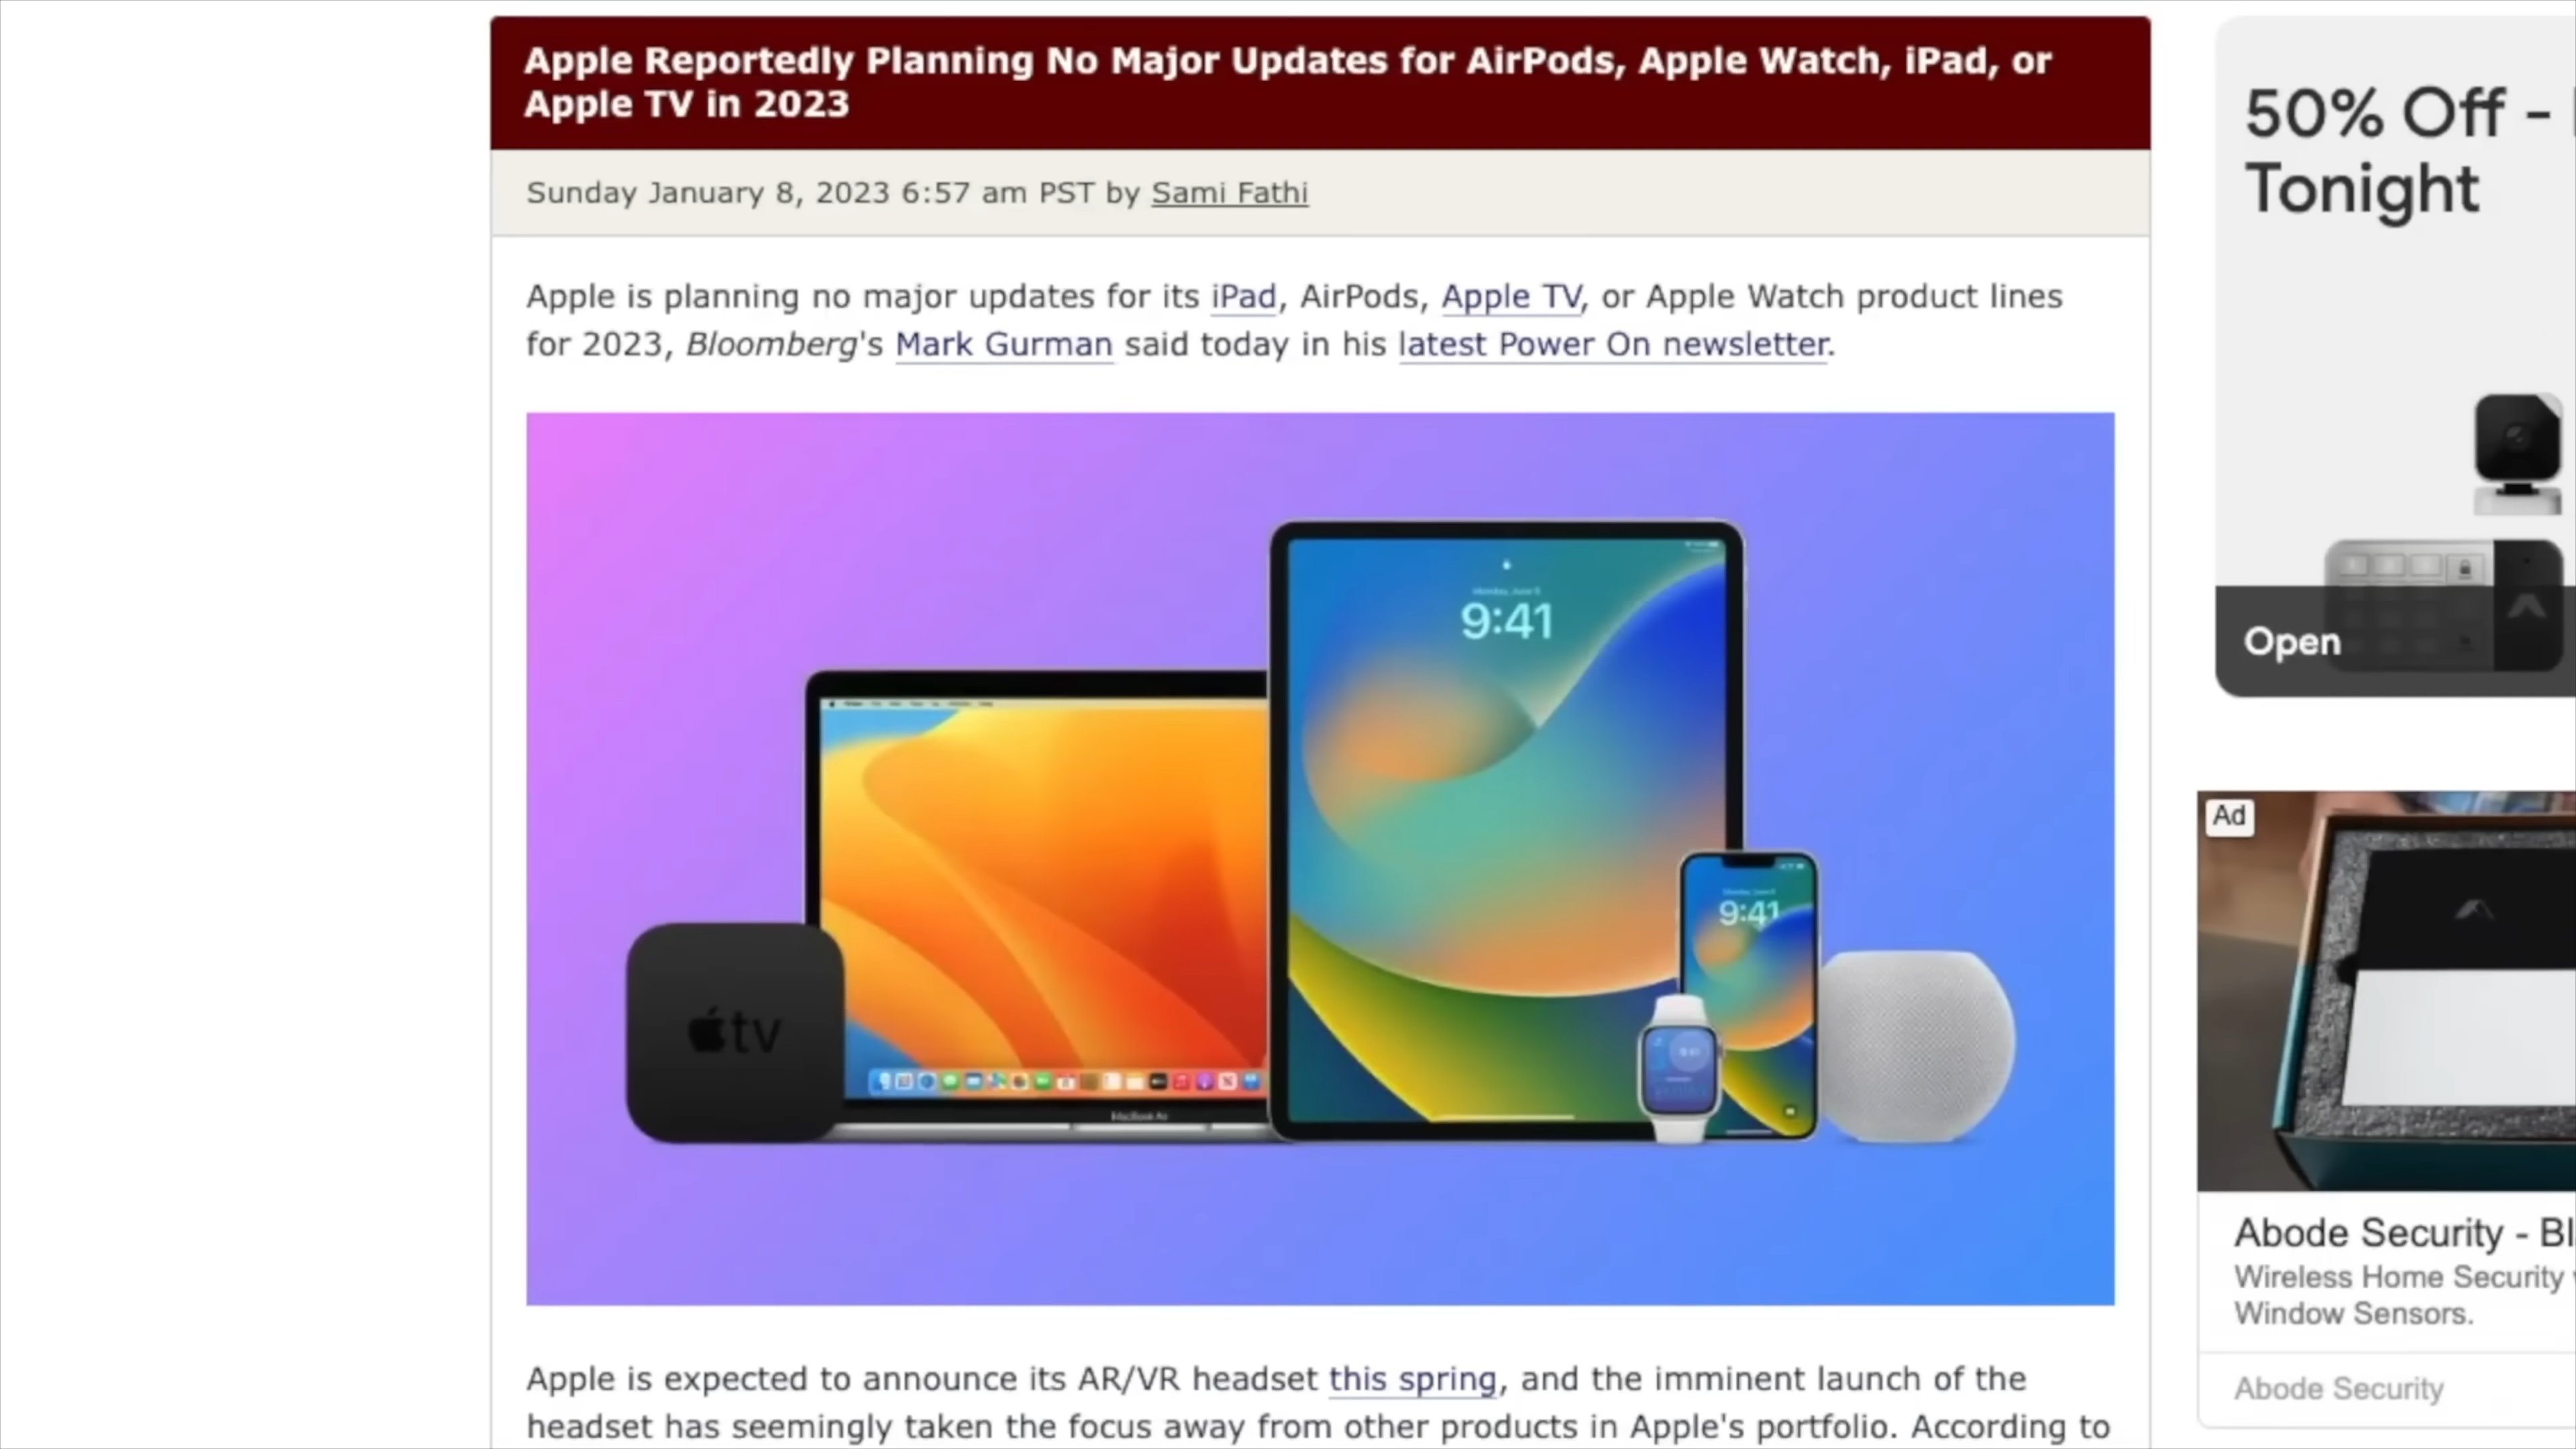 Apple Reportedly Planning No Major Updates for AirPods, Apple Watch, iPad, or
Apple TV in 2023
Sunday January 8, 2023 6:57 am PST by Sami Fathi
Apple is planning no major updates for its iPad, AirPods, Apple TV, or Apple Watch product lines
for 2023, Bloomberg's Mark Gurman said today in his latest Power On newsletter.
9:41
9:41
tv
MacBook Air
Apple is expected to announce its AR/VR headset this spring, and the imminent launch of the
headset has seemingly taken the focus away from other products in Apple's portfolio. According to
50% Off -
Tonight
Open
Ad
Abode Security - Bl
Wireless Home Security
Window Sensors.
Abode Security